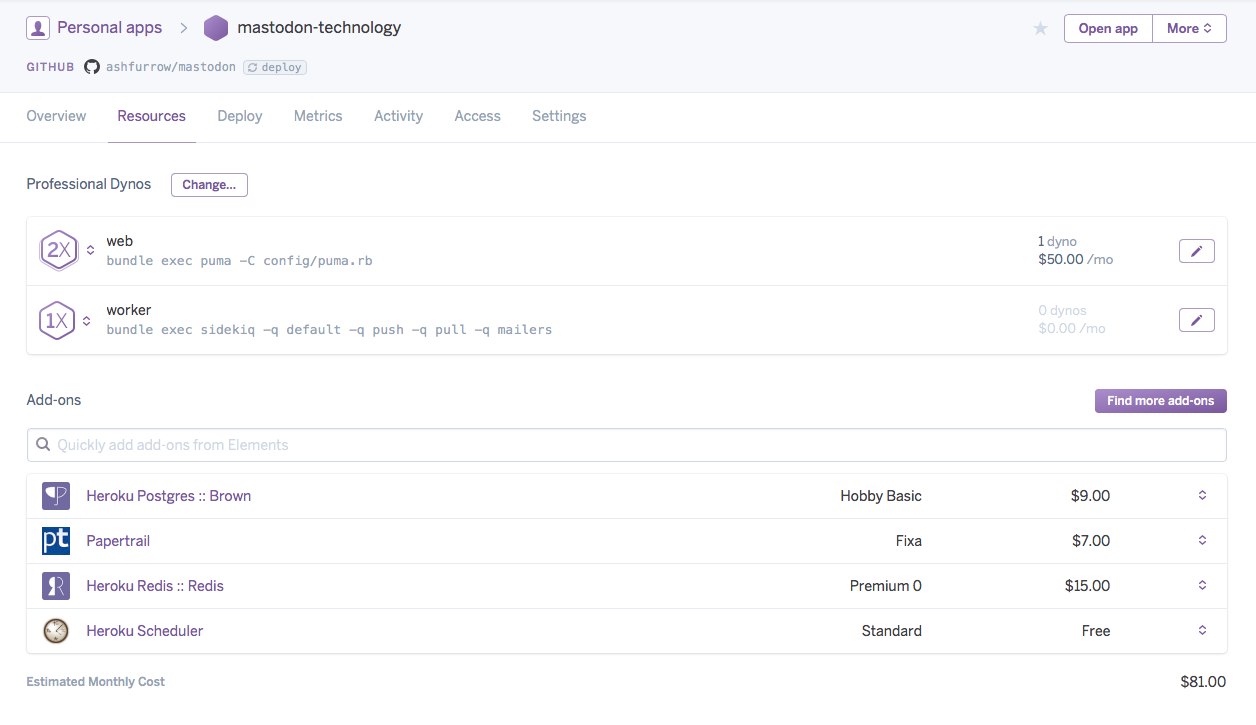 Personal apps > mastodon-technology
Open app More
GITHUB ashfurrow/mastodon deploy
Overview Resources Deploy Metrics Activity Access Settings
Professional Dynos Change...
2X web 1 dyno
bundle exec puma -C config/puma.rb $50.00 /mo
1X worker 0 dynos
bundle exec sidekiq -q default -q push -q pull -q mailers $0.00 /mo
Add-ons Find more add-ons
Quickly add add-ons from Elements
Heroku Postgres :: Brown Hobby Basic $9.00
pt Papertrail Fixa $7.00
Heroku Redis :: Redis Premium 0 $15.00
Heroku Scheduler Standard Free
Estimated Monthly Cost $81.00